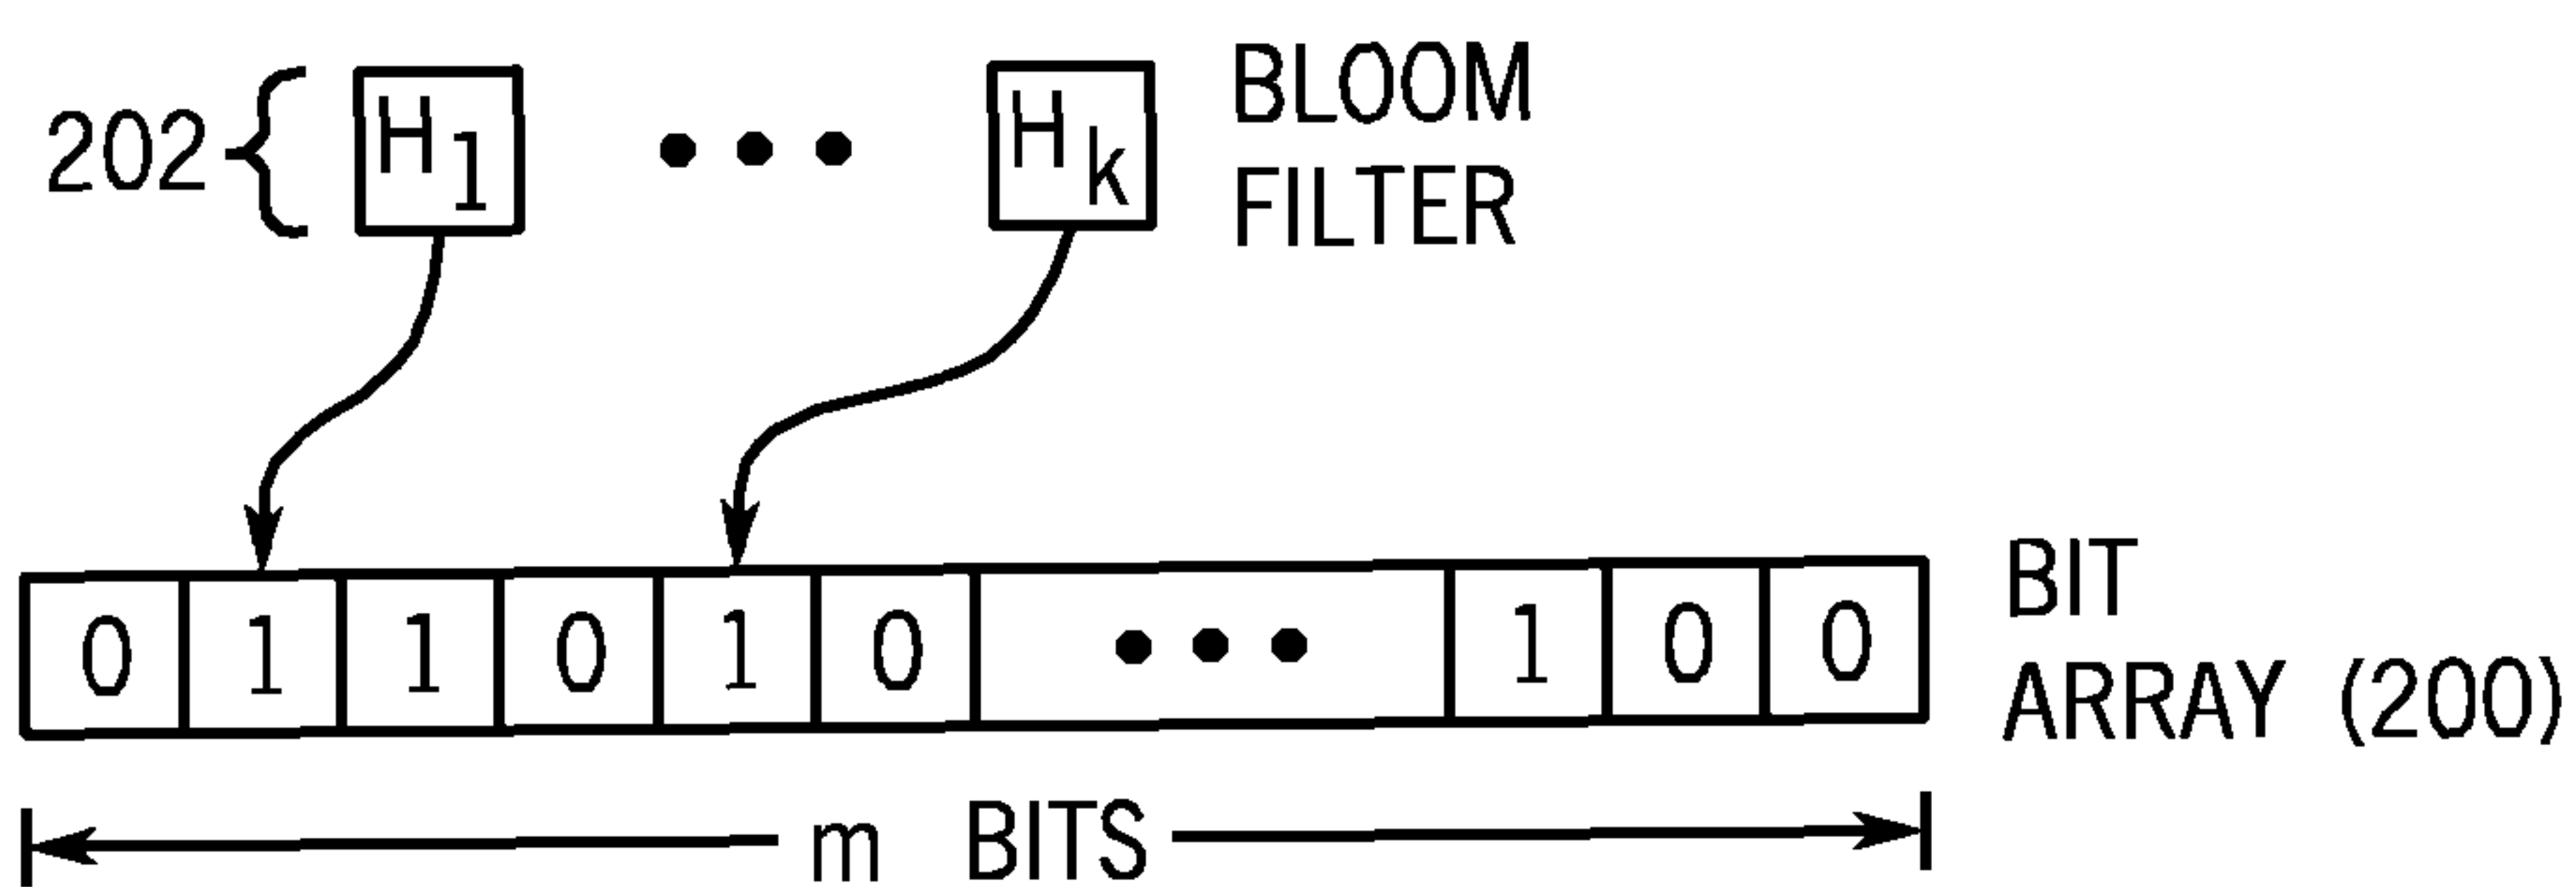 202 H1 ••• Hk BLOOM
FILTER
0 1 1 0 1 0 ••• 1 0 0
BIT
ARRAY (200)
m BITS